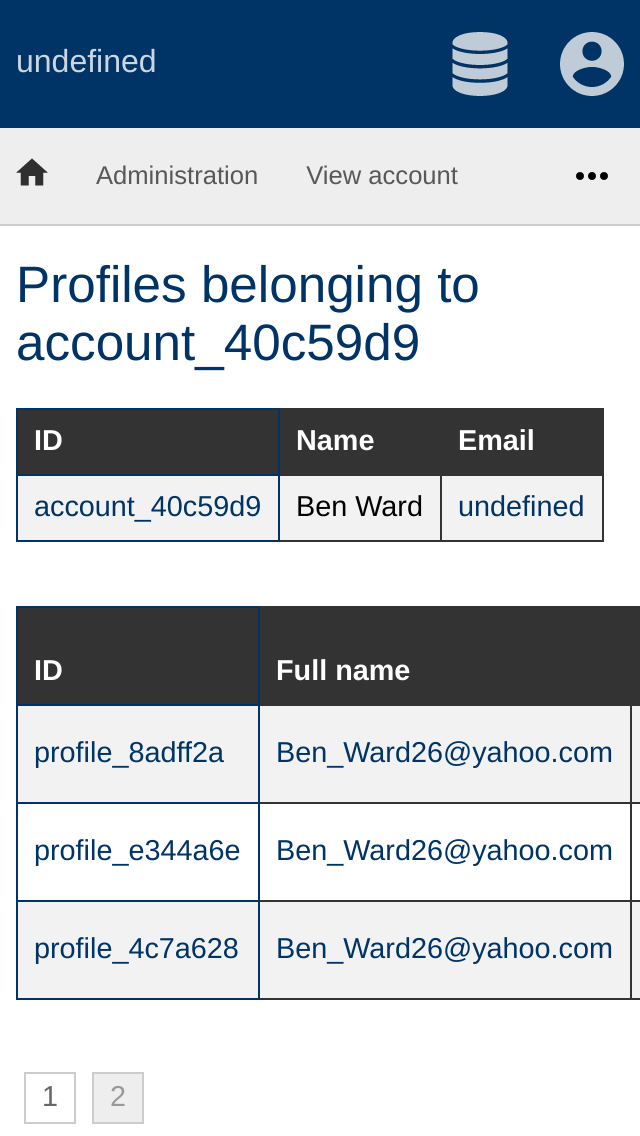 undefined
Administration View account
Profiles belonging to
account_40c59d9
ID Name Email
account_40c59d9 Ben Ward undefined
ID Full name
profile_8adff2a Ben_Ward26@yahoo.com
profile_e344a6e Ben_Ward26@yahoo.com
profile_4c7a628 Ben_Ward26@yahoo.com
1 2